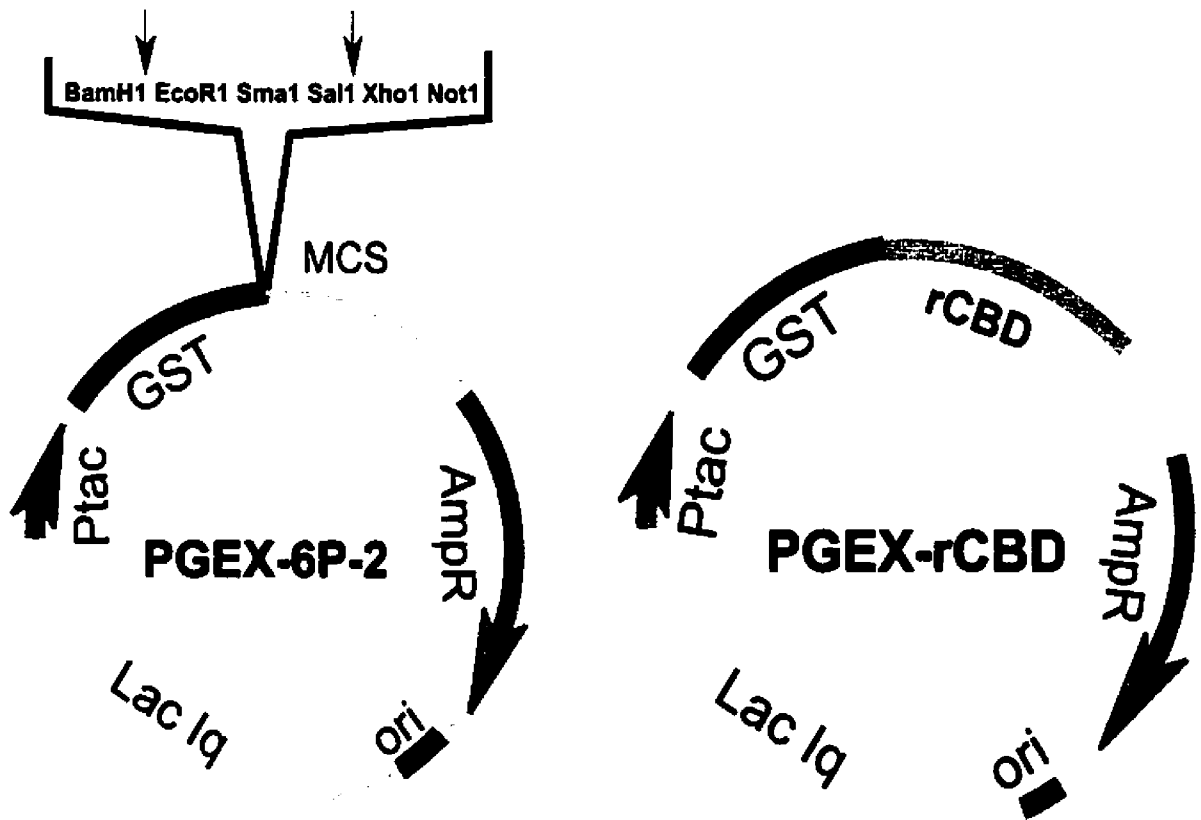 BamH1 EcoR1 Sma1 Sal1 Xho1 Not1
MCS
GST
Ptac
AmpR
PGEX-6P-2
Lac Iq
ori
GST
rCBD
Ptac
AmpR
PGEX-rCBD
Lac Iq
ori